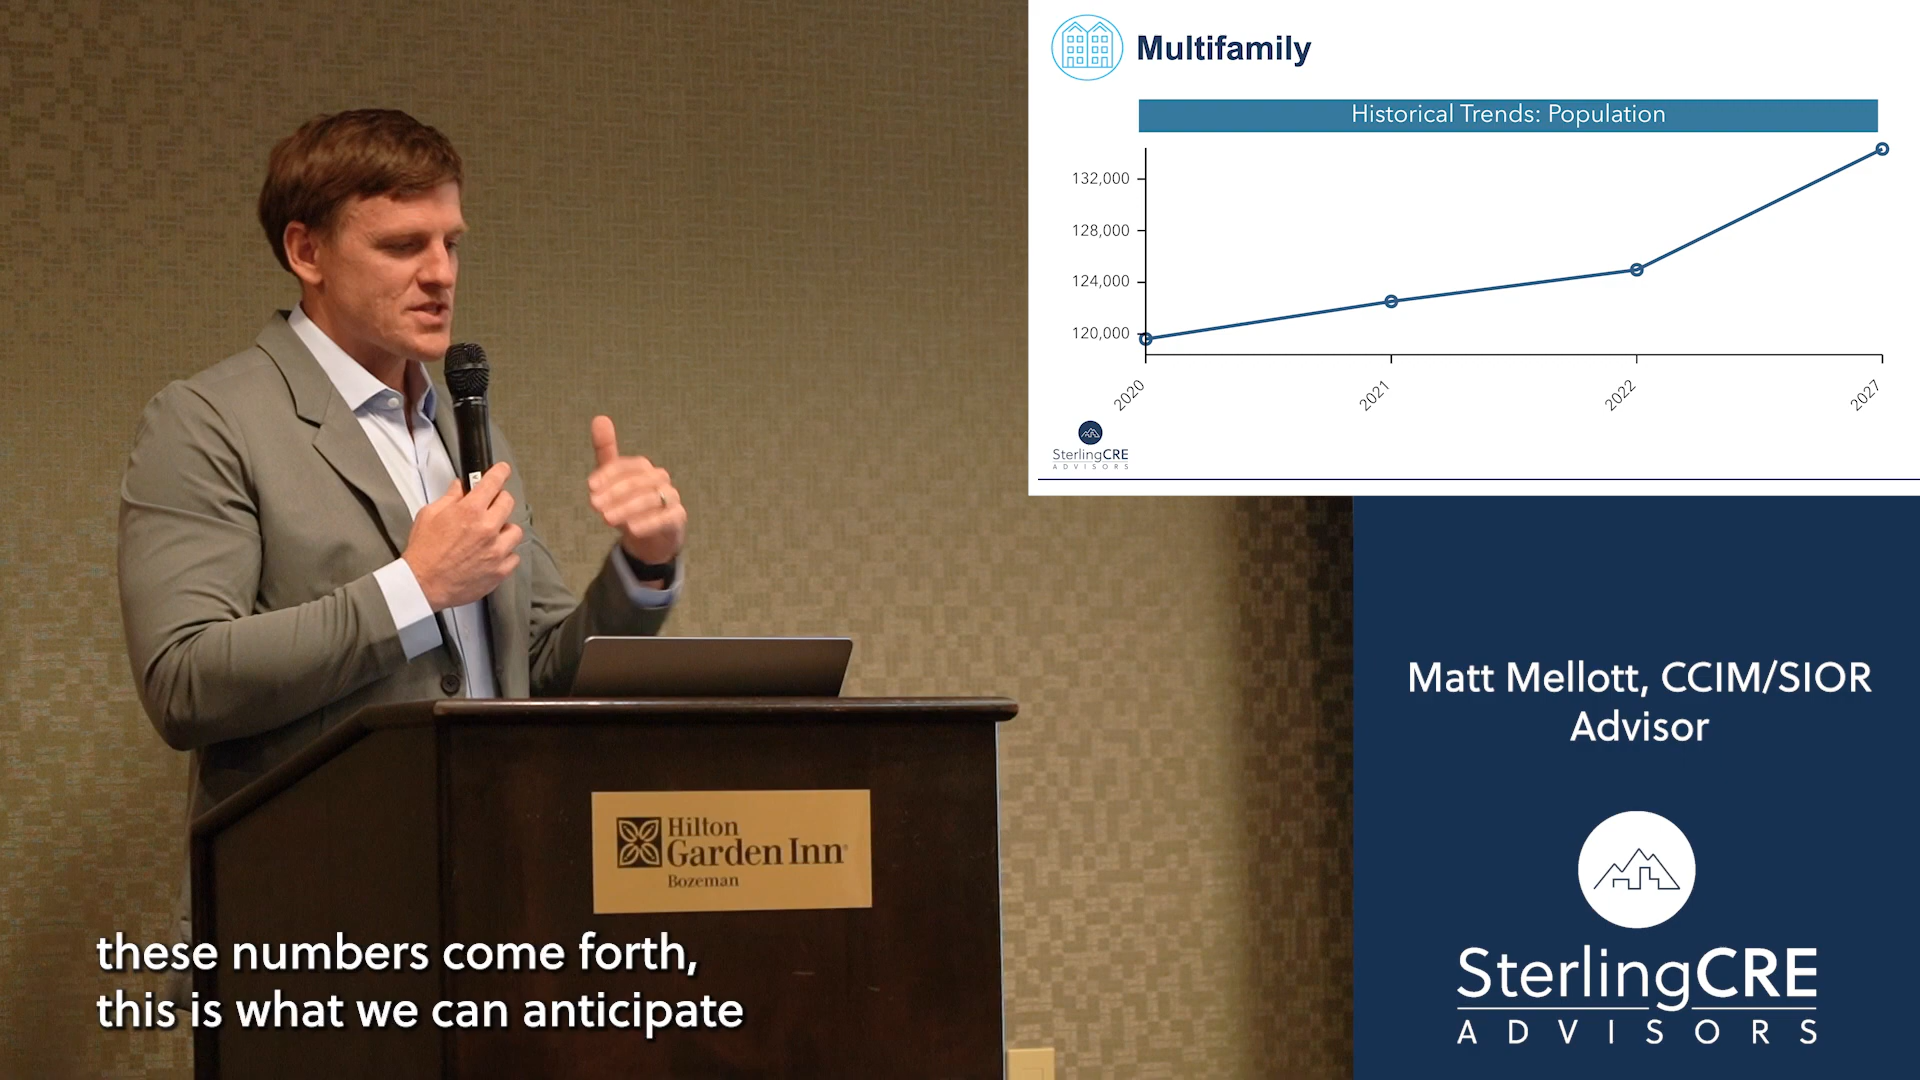 Multifamily
Historical Trends: Population
132,000
128,000
124,000
120,000
2020
2021
2022
2027
SterlingCRE
ADVISORS
Matt Mellott, CCIM/SIOR
Advisor
SterlingCRE
ADVISORS
Hilton
Garden Inn
Bozeman
these numbers come forth,
this is what we can anticipate